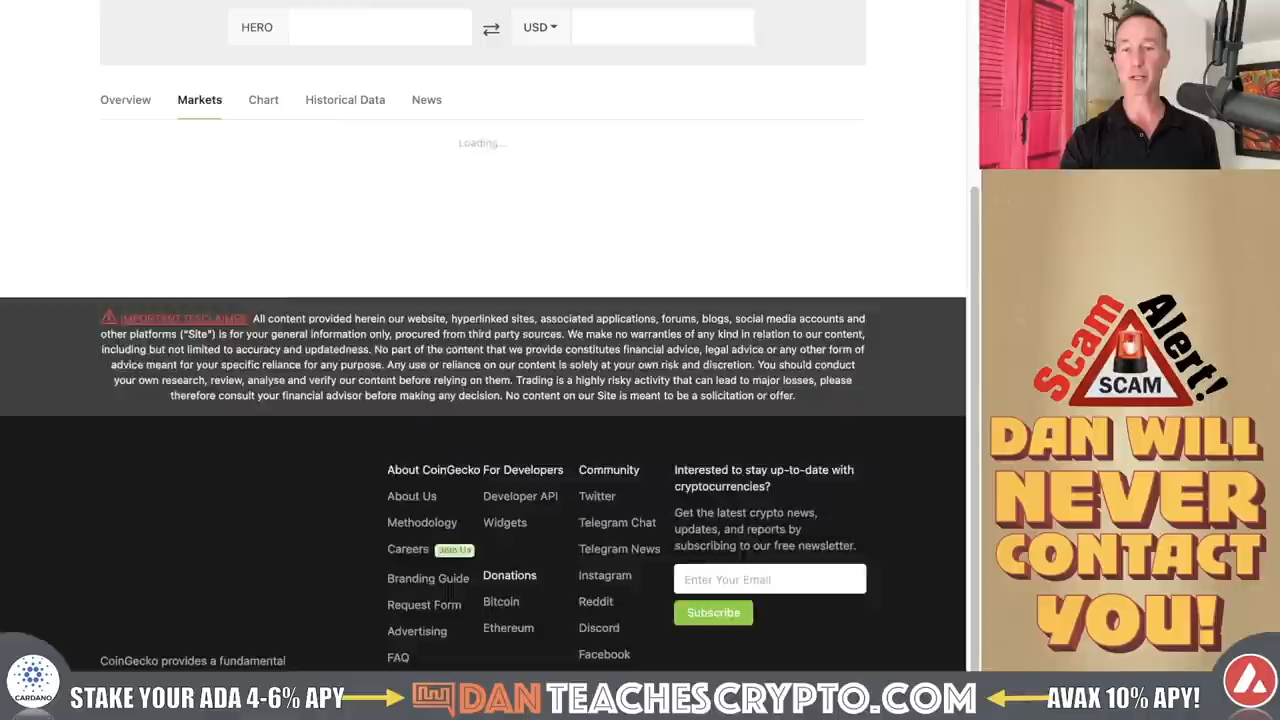 HERO
USD
Overview Markets Chart Historical Data News
Loading...
IMPORTANT DISCLAIMER All content provided herein our website, hyperlinked sites, associated applications, forums, blogs, social media accounts and
other platforms ("Site") is for your general information only, procured from third party sources. We make no warranties of any kind in relation to our content,
including but not limited to accuracy and updatedness. No part of the content that we provide constitutes financial advice, legal advice or any other form of
advice meant for your specific reliance for any purpose. Any use or reliance on our content is solely at your own risk and discretion. You should conduct
your own research, review, analyse and verify our content before relying on them. Trading is a highly risky activity that can lead to major losses, please
therefore consult your financial advisor before making any decision. No content on our Site is meant to be a solicitation or offer.
About CoinGecko
About Us
Methodology
Careers Join Us
Branding Guide
Request Form
Advertising
FAQ
For Developers
Developer API
Widgets
Donations
Bitcoin
Ethereum
Community
Twitter
Telegram Chat
Telegram News
Instagram
Reddit
Discord
Facebook
Interested to stay up-to-date with
cryptocurrencies?
Get the latest crypto news,
updates, and reports by
subscribing to our free newsletter.
Enter Your Email
Subscribe
CoinGecko provides a fundamental
Scam Alert!
SCAM
DAN WILL
NEVER
CONTACT
YOU!
CARDANO
STAKE YOUR ADA 4-6% APY
DAN TEACHESCRYPTO.COM
AVAX 10% APY!